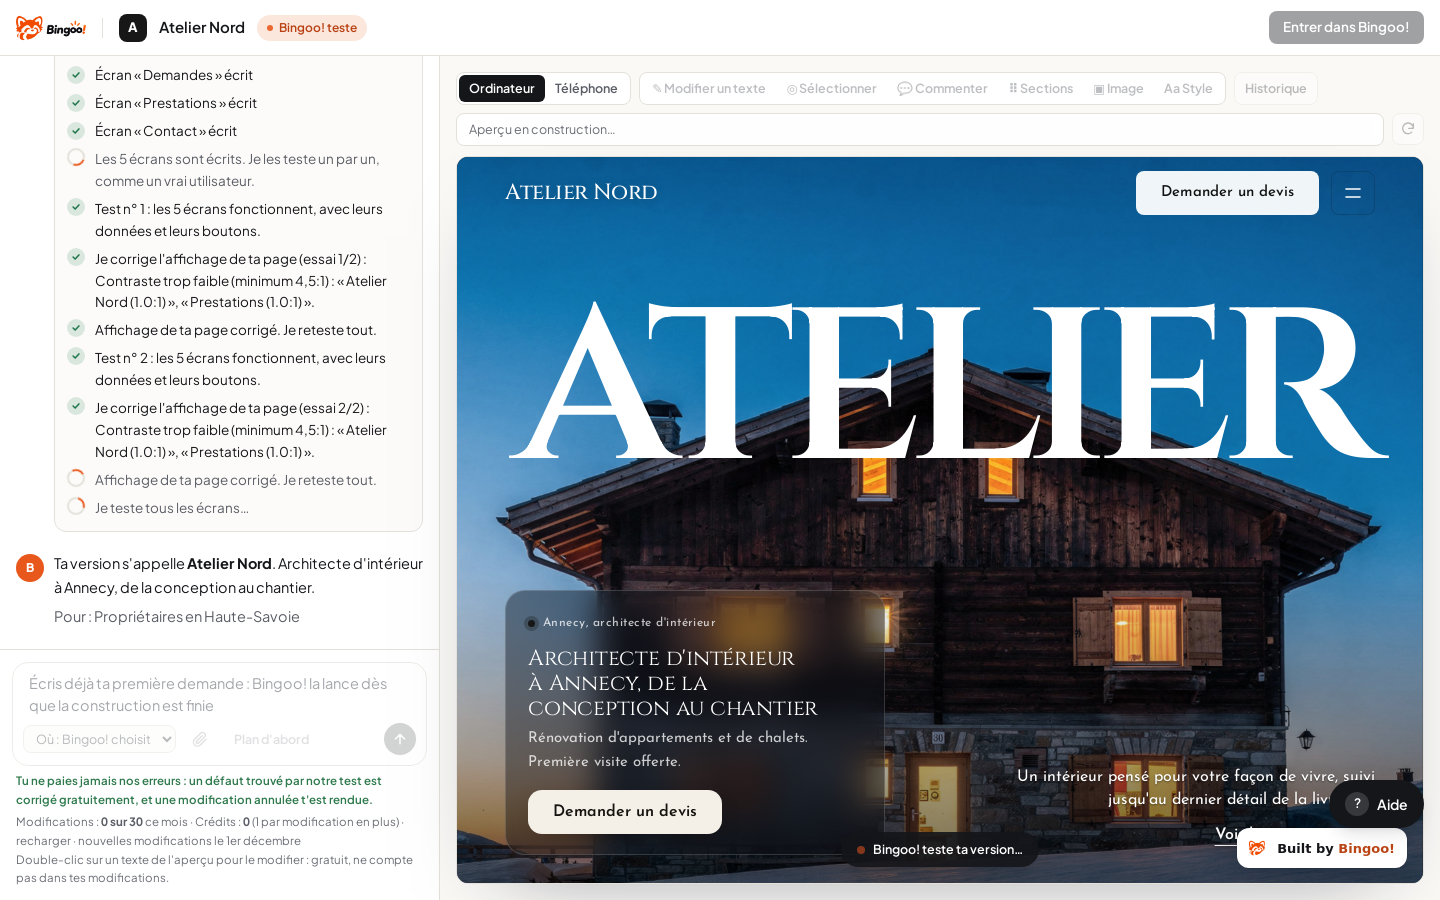 Bingoo!
A
Atelier Nord
Bingoo! teste
Entrer dans Bingoo!
Écran « Demandes » écrit
Écran « Prestations » écrit
Écran « Contact » écrit
Les 5 écrans sont écrits. Je les teste un par un,
comme un vrai utilisateur.
Test n° 1 : les 5 écrans fonctionnent, avec leurs
données et leurs boutons.
Je corrige l'affichage de ta page (essai 1/2) :
Contraste trop faible (minimum 4,5:1) : « Atelier
Nord (1.0:1) », « Prestations (1.0:1) ».
Affichage de ta page corrigé. Je reteste tout.
Test n° 2 : les 5 écrans fonctionnent, avec leurs
données et leurs boutons.
Je corrige l'affichage de ta page (essai 2/2) :
Contraste trop faible (minimum 4,5:1) : « Atelier
Nord (1.0:1) », « Prestations (1.0:1) ».
Affichage de ta page corrigé. Je reteste tout.
Je teste tous les écrans…
B
Ta version s'appelle Atelier Nord. Architecte d'intérieur
à Annecy, de la conception au chantier.
Pour : Propriétaires en Haute-Savoie
Écris déjà ta première demande : Bingoo! la lance dès
que la construction est finie
Où : Bingoo! choisit
Plan d'abord
Tu ne paies jamais nos erreurs : un défaut trouvé par notre test est
corrigé gratuitement, et une modification annulée t'est rendue.
Modifications : 0 sur 30 ce mois · Crédits : 0 (1 par modification en plus) ·
recharger · nouvelles modifications le 1er décembre
Double-clic sur un texte de l'aperçu pour le modifier : gratuit, ne compte
pas dans tes modifications.
Ordinateur
Téléphone
Modifier un texte
Sélectionner
Commenter
Sections
Image
Aa Style
Historique
Aperçu en construction…
Atelier Nord
Demander un devis
ATELIER
30
Annecy, architecte d'intérieur
Architecte d'intérieur
à Annecy, de la
conception au chantier
Rénovation d'appartements et de chalets.
Première visite offerte.
Demander un devis
Un intérieur pensé pour votre façon de vivre, suivi
jusqu'au dernier détail de la
? Aide
Bingoo! teste ta version…
Built by Bingoo!